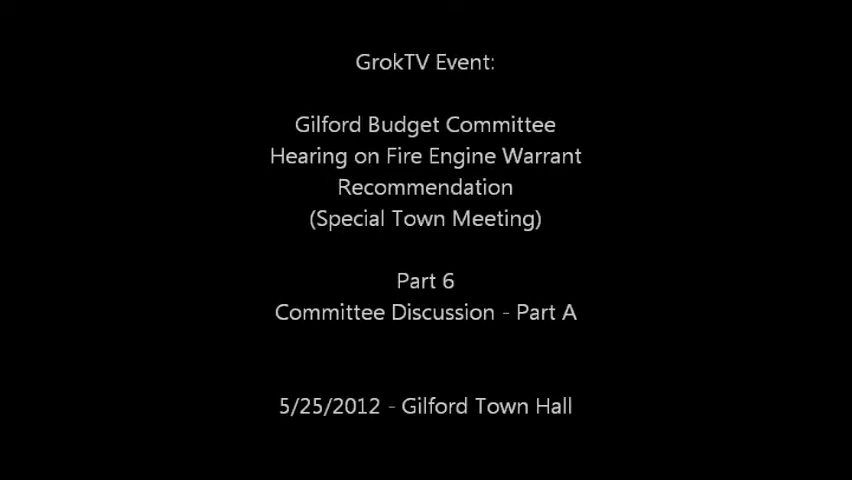 GrokTV Event:
Gilford Budget Committee
Hearing on Fire Engine Warrant
Recommendation
(Special Town Meeting)
Part 6
Committee Discussion - Part A
5/25/2012 - Gilford Town Hall